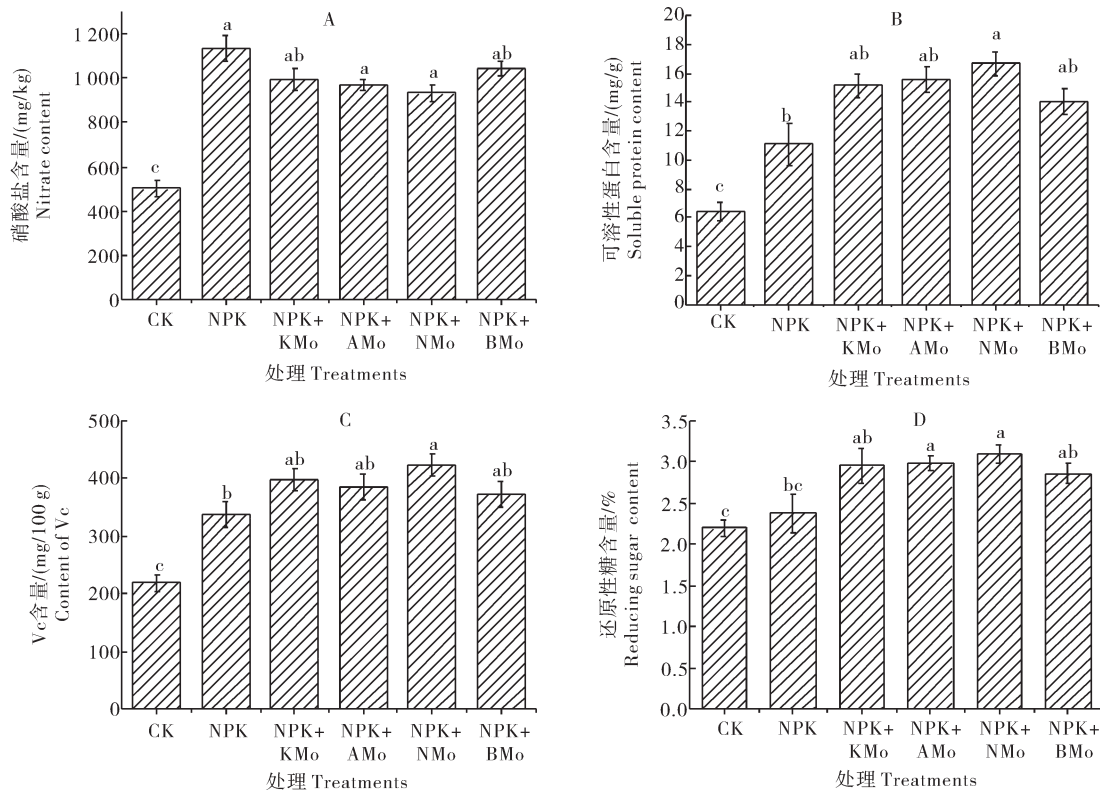 A
1 200
1 000
800
600
400
200
0
硝酸盐含量/(mg/kg)
Nitrate content
c
a
ab
a
a
ab
CK
NPK
NPK+
KMo
NPK+
AMo
NPK+
NMo
NPK+
BMo
处理 Treatments
B
20
18
16
14
12
10
8
6
4
2
0
可溶性蛋白含量/(mg/g)
Soluble protein content
c
b
ab
ab
a
ab
CK
NPK
NPK+
KMo
NPK+
AMo
NPK+
NMo
NPK+
BMo
处理 Treatments
C
500
400
300
200
100
0
Vc含量/(mg/100 g)
Content of Vc
c
b
ab
ab
a
ab
CK
NPK
NPK+
KMo
NPK+
AMo
NPK+
NMo
NPK+
BMo
处理 Treatments
D
3.5
3.0
2.5
2.0
1.5
1.0
0.5
0.0
还原性糖含量/%
Reducing sugar content
c
bc
ab
a
a
ab
CK
NPK
NPK+
KMo
NPK+
AMo
NPK+
NMo
NPK+
BMo
处理 Treatments